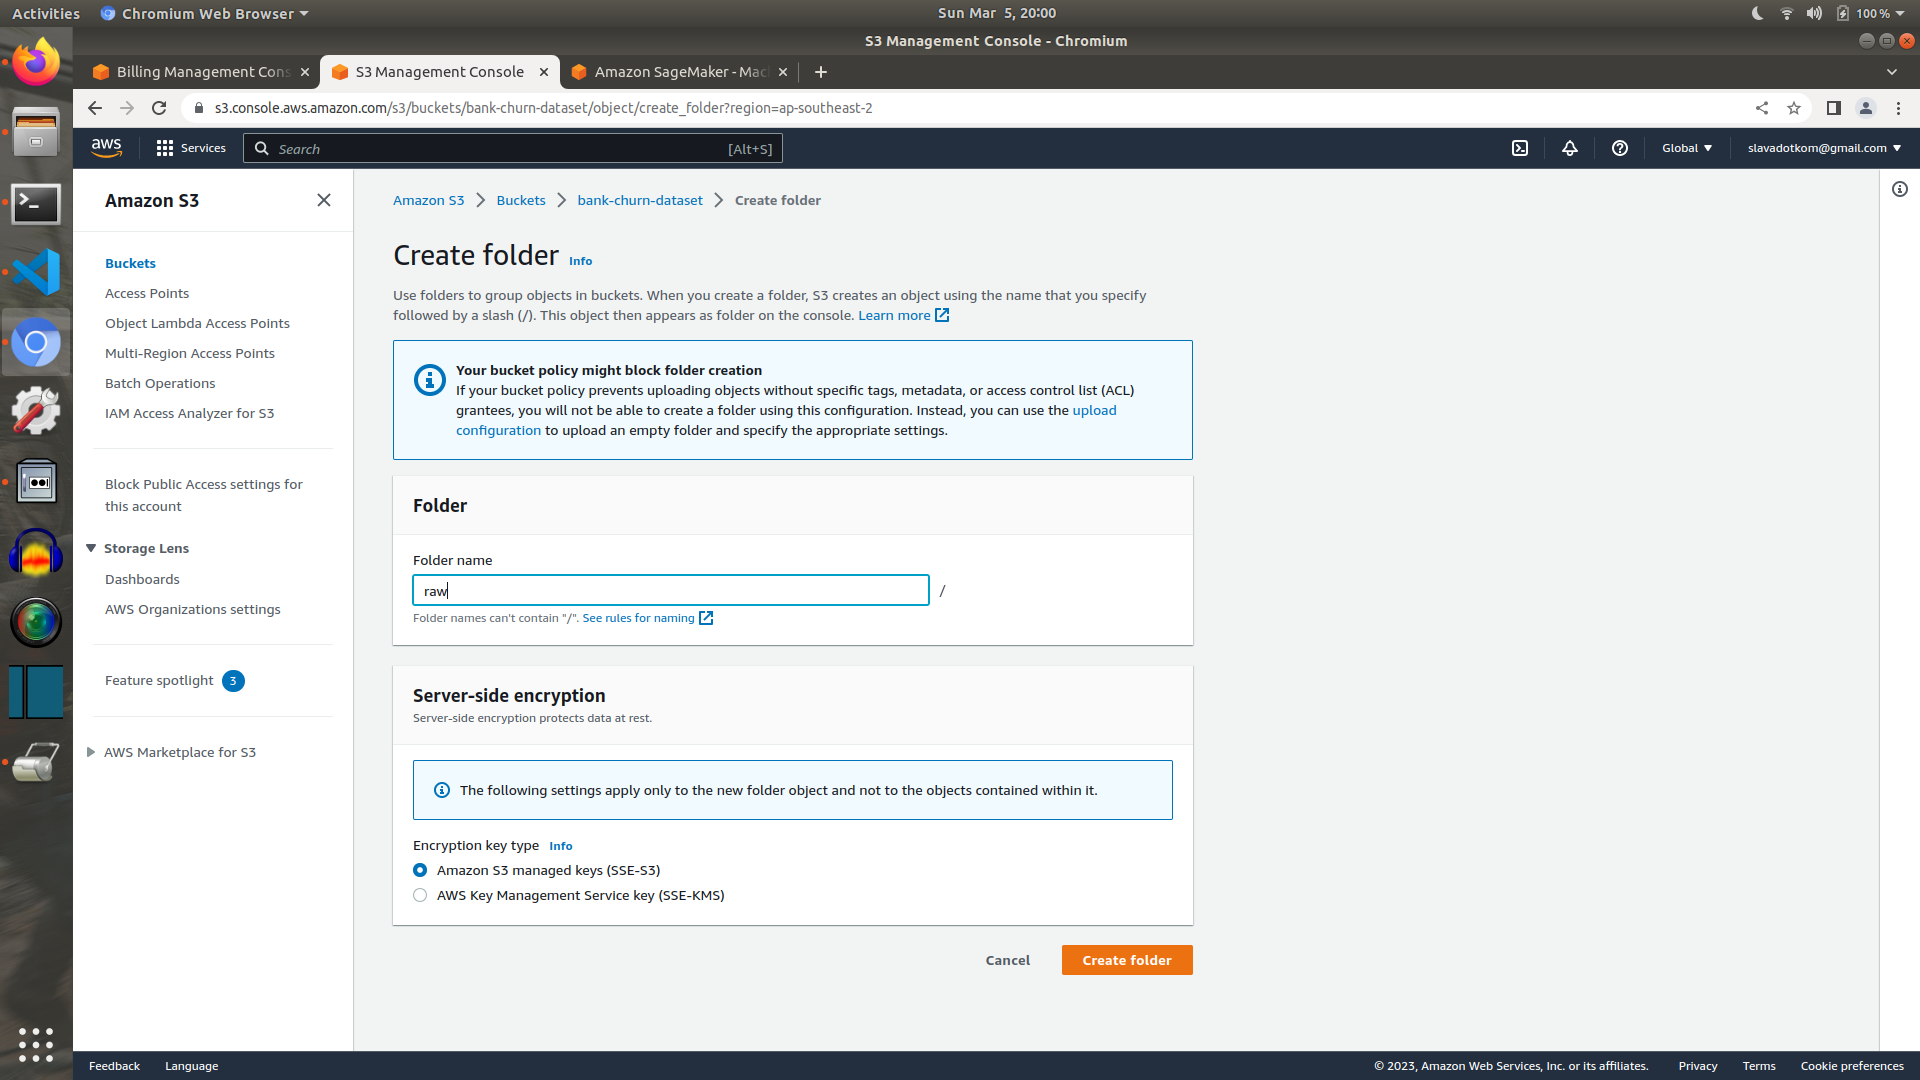 Activities Chromium Web Browser Sun Mar 5, 20:00 100 %
S3 Management Console - Chromium
Billing Management Cons S3 Management Console Amazon SageMaker - Mac
s3.console.aws.amazon.com/s3/buckets/bank-churn-dataset/object/create_folder?region=ap-southeast-2
aws Services Search [Alt+S] Global slavadotkom@gmail.com
Amazon S3
Buckets
Access Points
Object Lambda Access Points
Multi-Region Access Points
Batch Operations
IAM Access Analyzer for S3
Block Public Access settings for
this account
Storage Lens
Dashboards
AWS Organizations settings
Feature spotlight 3
AWS Marketplace for S3
Amazon S3 Buckets bank-churn-dataset Create folder
Create folder Info
Use folders to group objects in buckets. When you create a folder, S3 creates an object using the name that you specify
followed by a slash (/). This object then appears as folder on the console. Learn more
Your bucket policy might block folder creation
If your bucket policy prevents uploading objects without specific tags, metadata, or access control list (ACL)
grantees, you will not be able to create a folder using this configuration. Instead, you can use the upload
configuration to upload an empty folder and specify the appropriate settings.
Folder
Folder name
raw /
Folder names can't contain "/". See rules for naming
Server-side encryption
Server-side encryption protects data at rest.
The following settings apply only to the new folder object and not to the objects contained within it.
Encryption key type Info
Amazon S3 managed keys (SSE-S3)
AWS Key Management Service key (SSE-KMS)
Cancel Create folder
Feedback Language © 2023, Amazon Web Services, Inc. or its affiliates. Privacy Terms Cookie preferences